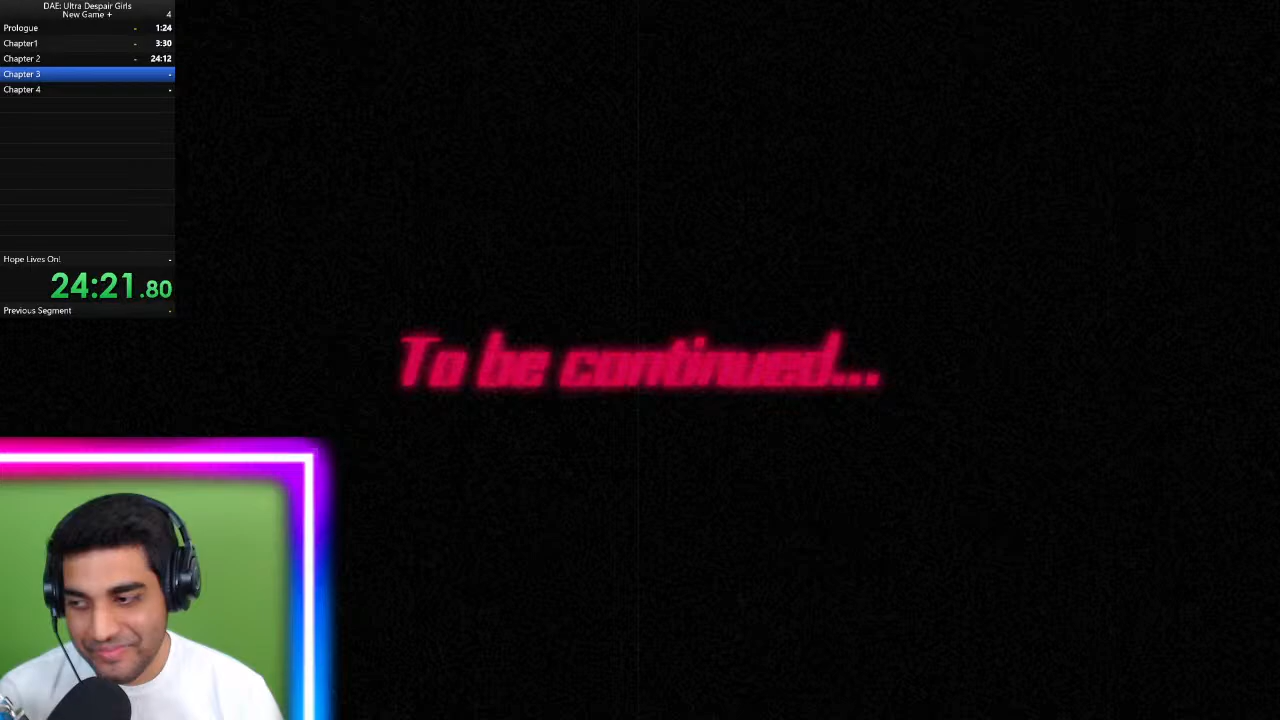 DAE: Ultra Despair Girls
New Game + 4
Prologue - 1:24
Chapter1 - 3:30
Chapter 2 - 24:12
Chapter 3 -
Chapter 4 -
Hope Lives On! -
24:21.80
Previous Segment -
To be continued...